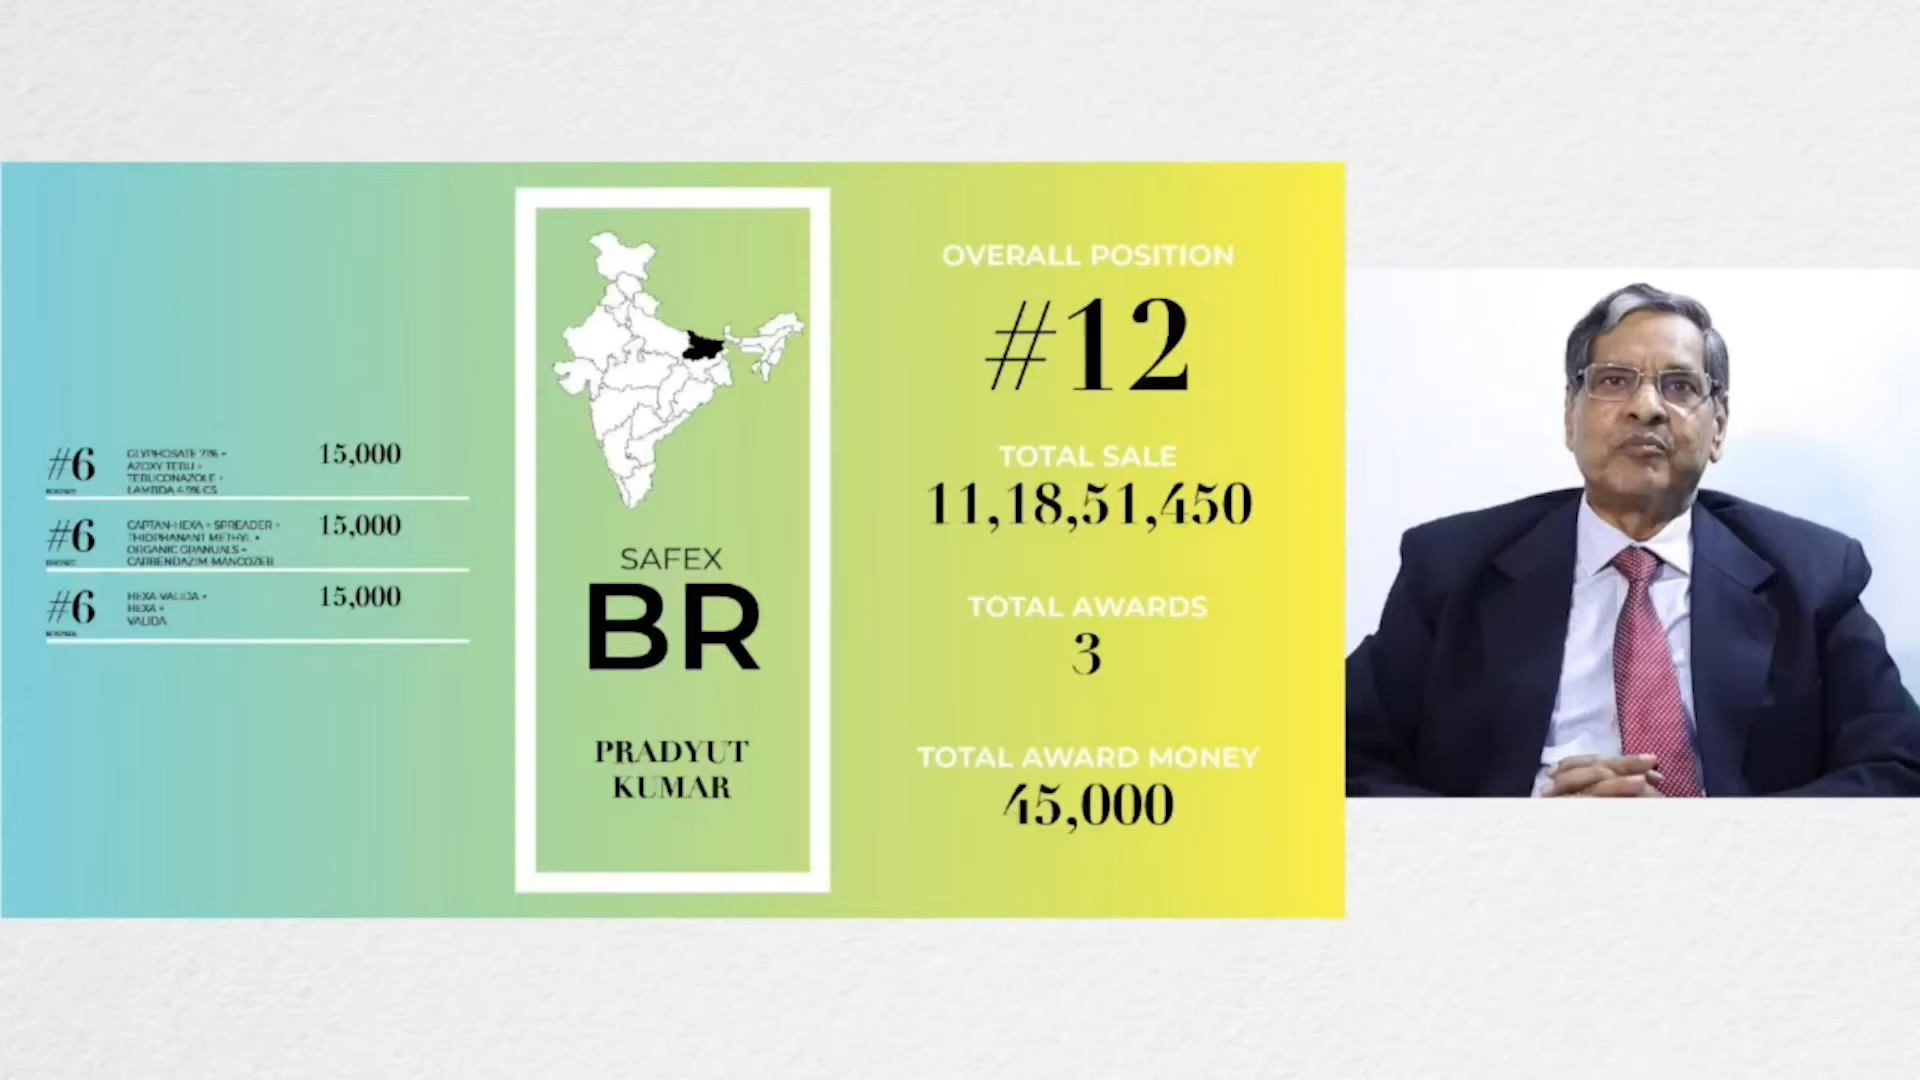 #6
GLYPHOSATE 71% +
AZOXY TEBU +
TEBUCONAZOLE +
LAMBDA 4.9% CS
15,000
#6
CAPTAN-HEXA + SPREADER +
THIOPHANANT METHYL +
ORGANIC GRANUALS +
CARBENDAZIM-MANCOZEB
15,000
#6
HEXA-VALIDA +
HEXA +
VALIDA
15,000
SAFEX
BR
PRADYUT
KUMAR
OVERALL POSITION
#12
TOTAL SALE
11,18,51,450
TOTAL AWARDS
3
TOTAL AWARD MONEY
45,000